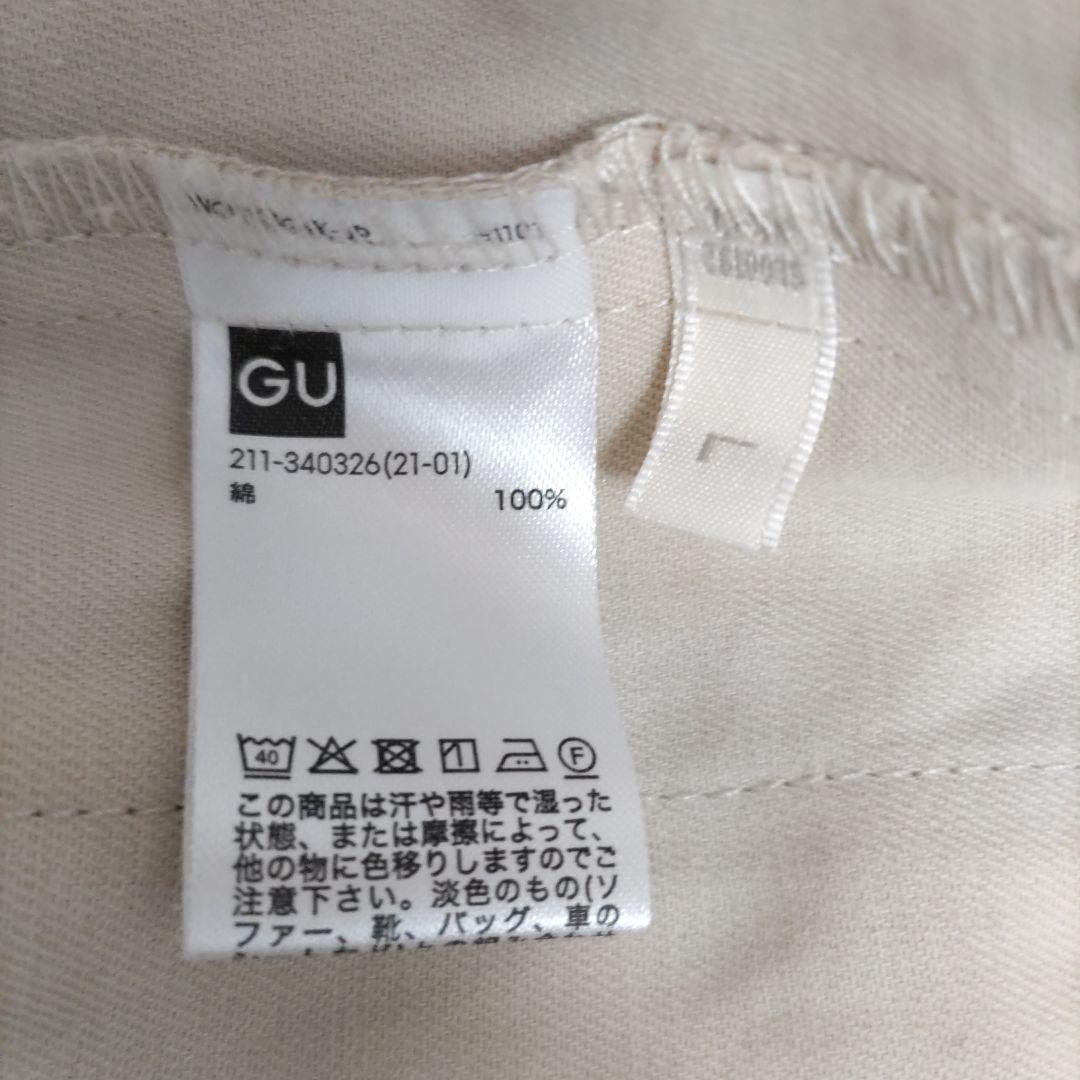 GU
211-340326(21-01)
綿 100%
40
F
この商品は汗や雨等で湿った
状態、または摩擦によって、
他の物に色移りしますのでご
注意下さい。淡色のもの(ソ
ファー、靴、バッグ、車の
L